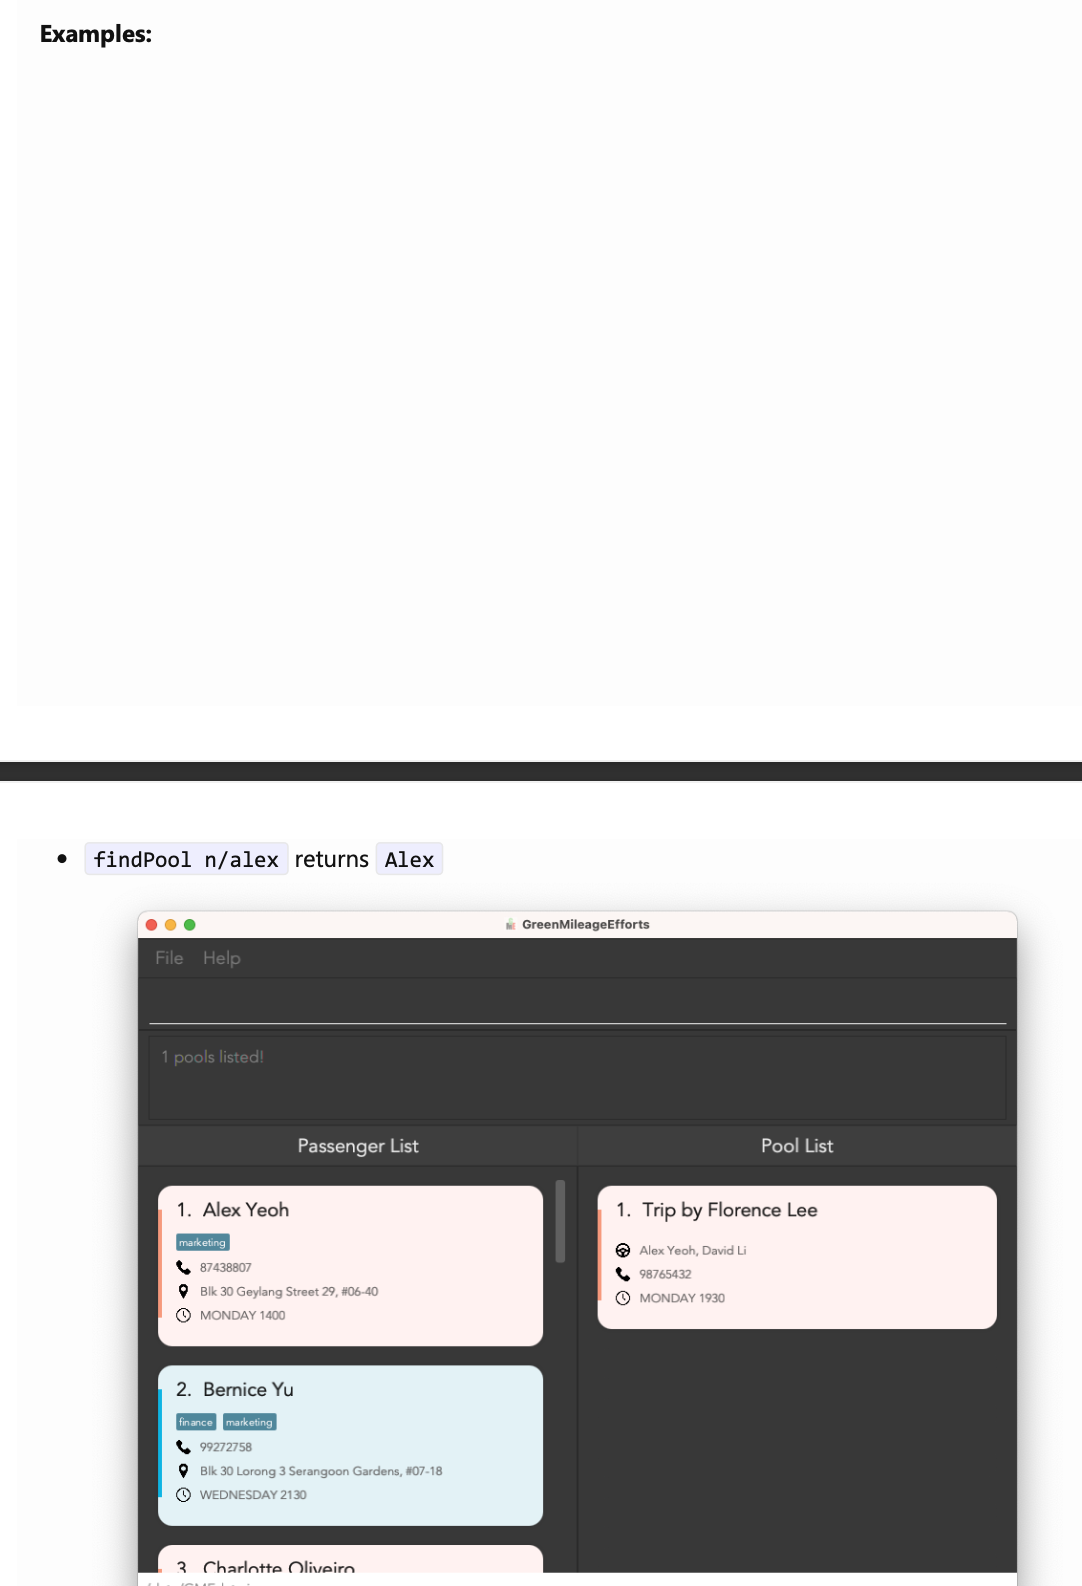 Examples:
findPool n/alex returns Alex
GreenMileageEfforts
File Help
1 pools listed!
Passenger List
Pool List
1. Alex Yeoh
marketing
87438807
Blk 30 Geylang Street 29, #06-40
MONDAY 1400
2. Bernice Yu
finance marketing
99272758
Blk 30 Lorong 3 Serangoon Gardens, #07-18
WEDNESDAY 2130
3. Charlotte Oliveiro
1. Trip by Florence Lee
Alex Yeoh, David Li
98765432
MONDAY 1930